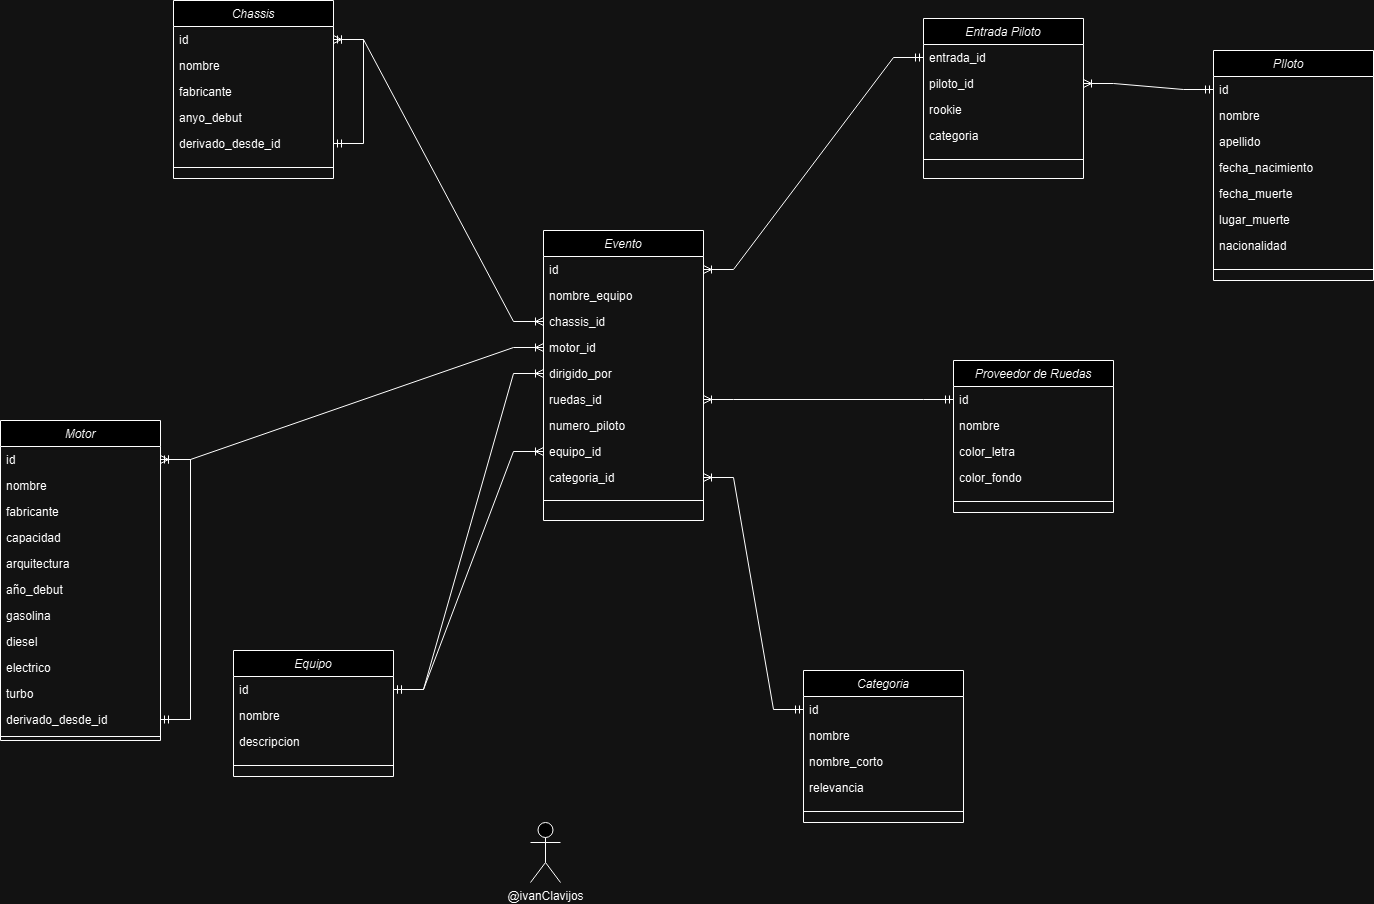 Chassis
id
nombre
fabricante
anyo_debut
derivado_desde_id
Entrada Piloto
entrada_id
piloto_id
rookie
categoria
PIloto
id
nombre
apellido
fecha_nacimiento
fecha_muerte
lugar_muerte
nacionalidad
Evento
id
nombre_equipo
chassis_id
motor_id
dirigido_por
ruedas_id
numero_piloto
equipo_id
categoria_id
Proveedor de Ruedas
id
nombre
color_letra
color_fondo
Motor
id
nombre
fabricante
capacidad
arquitectura
año_debut
gasolina
diesel
electrico
turbo
derivado_desde_id
Equipo
id
nombre
descripcion
Categoria
id
nombre
nombre_corto
relevancia
@ivanClavijos